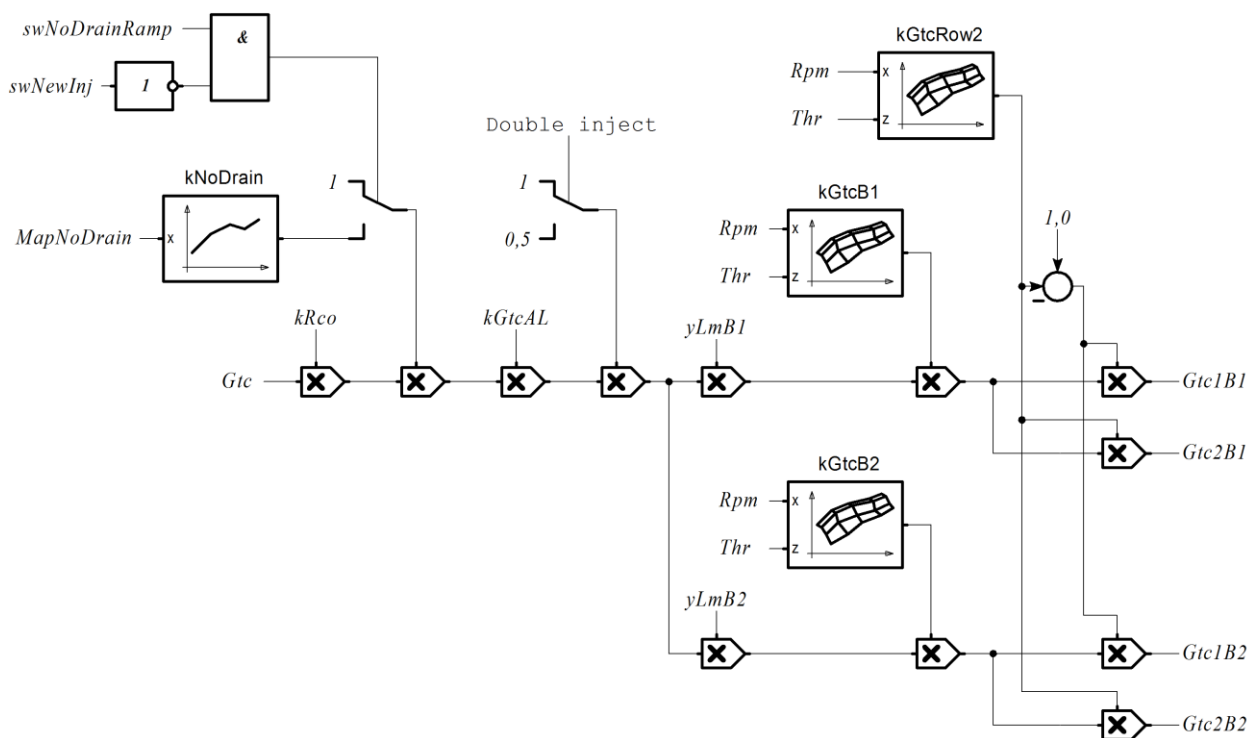 swNoDrainRamp
&
swNewInj
1
kNoDrain
MapNoDrain
x
1
Double inject
1
0,5
kGtcRow2
Rpm
x
Thr
z
kGtcB1
Rpm
x
Thr
z
1,0
kRco
kGtcAL
yLmB1
Gtc
Gtc1B1
Gtc2B1
kGtcB2
Rpm
x
Thr
z
yLmB2
Gtc1B2
Gtc2B2